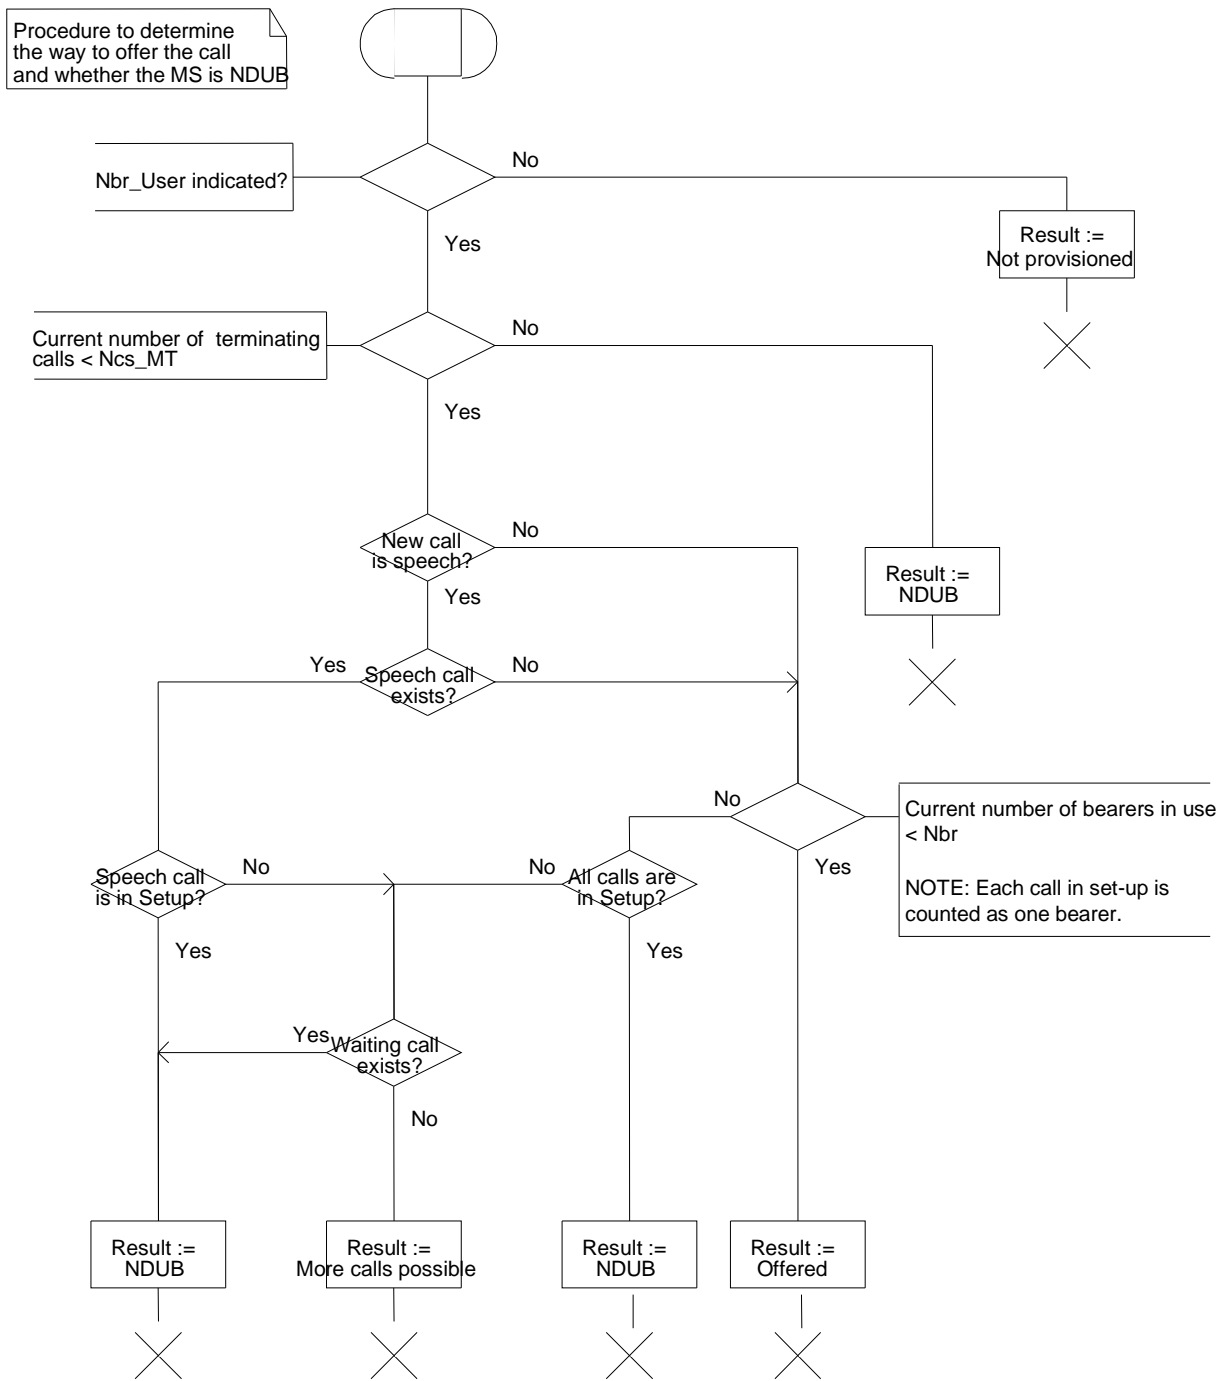 Procedure to determine
the way to offer the call
and whether the MS is NDUB
No
Nbr_User indicated?
Yes
Result :=
Not provisioned
No
Current number of terminating
calls < Ncs_MT
Yes
No
New call
is speech?
Result :=
NDUB
Yes
Yes
No
Speech call
exists?
No
Current number of bearers in use
< Nbr
NOTE: Each call in set-up is
counted as one bearer.
Yes
No
No
Speech call
is in Setup?
All calls are
in Setup?
Yes
Yes
Yes
Waiting call
exists?
No
Result :=
NDUB
Result :=
More calls possible
Result :=
NDUB
Result :=
Offered